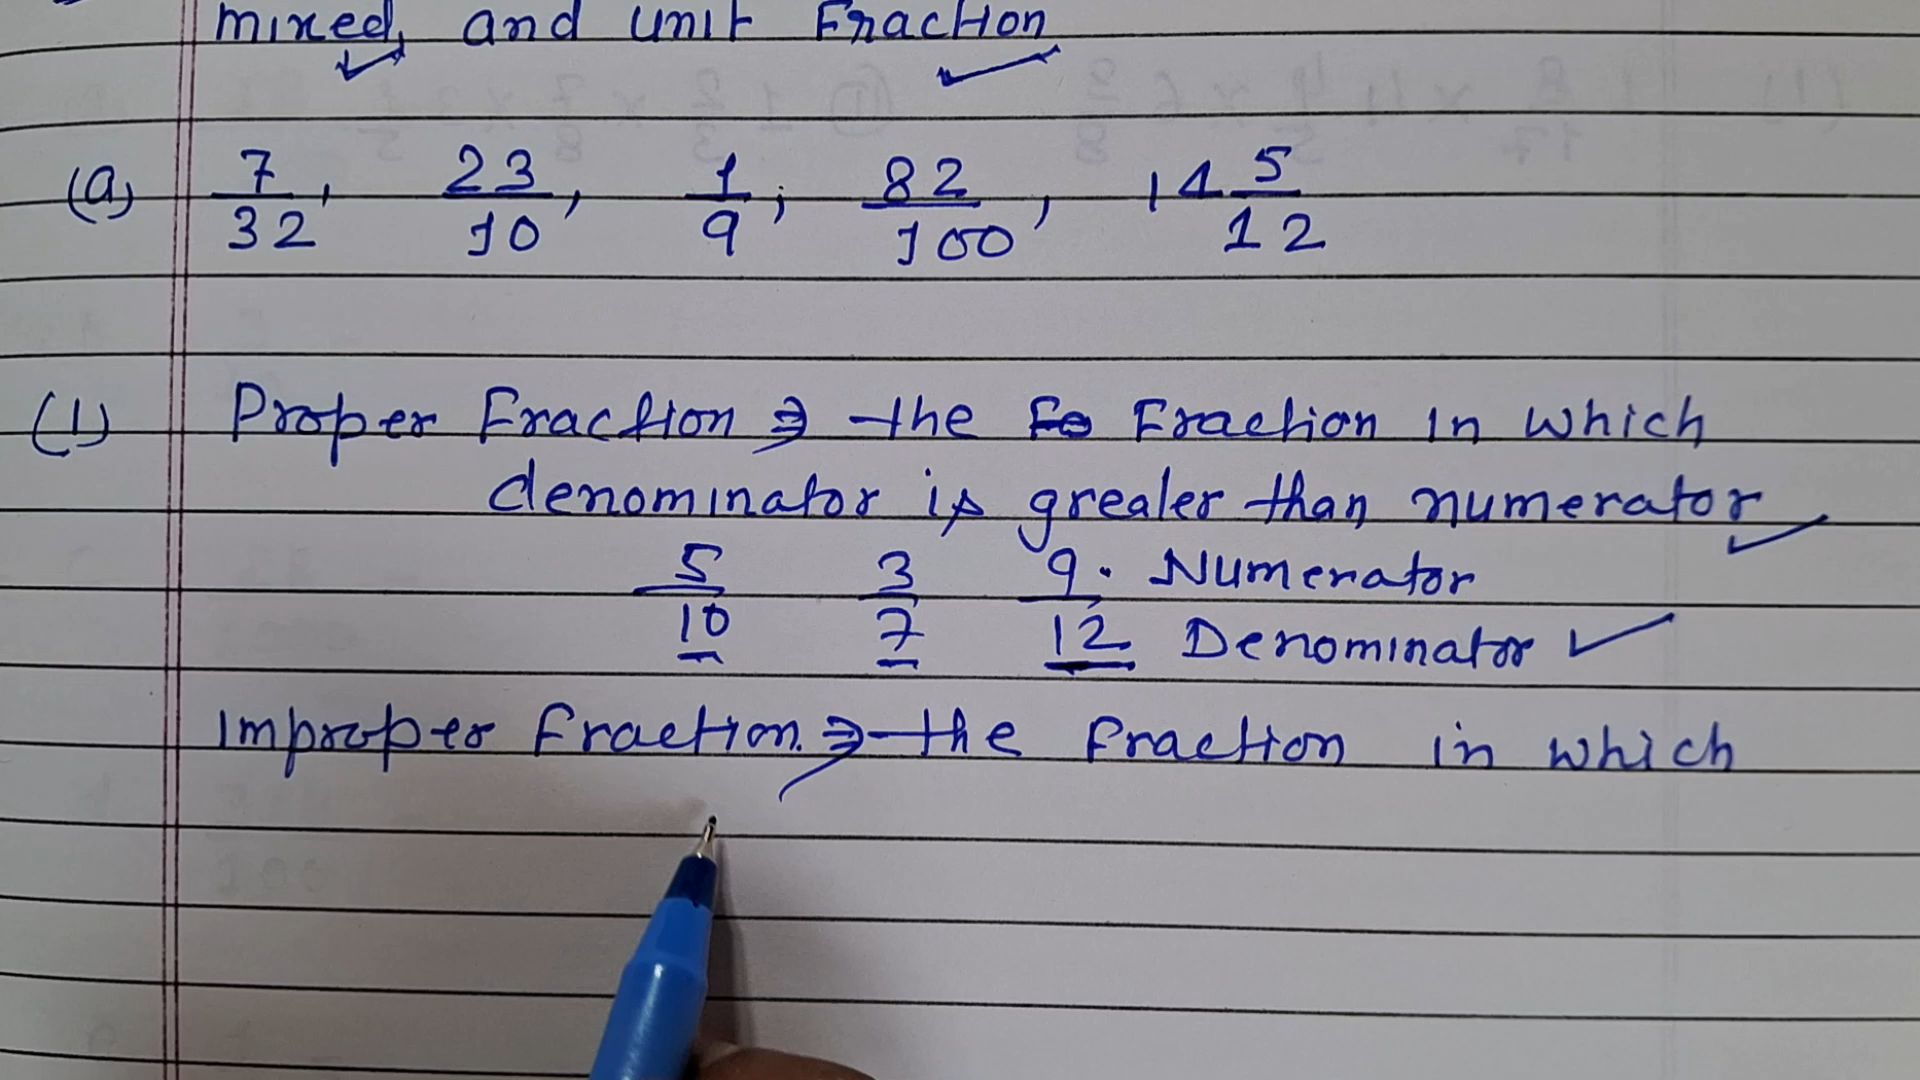 mixed, and unit Fraction
(a) 7/32, 23/10, 1/9, 82/100, 14 5/12
(1) Proper Fraction ⇒ the Fraction in which
denominator is greater than numerator
5/10 3/7 9/12 Numerator
Denominator
Improper fraction ⇒ the fraction in which